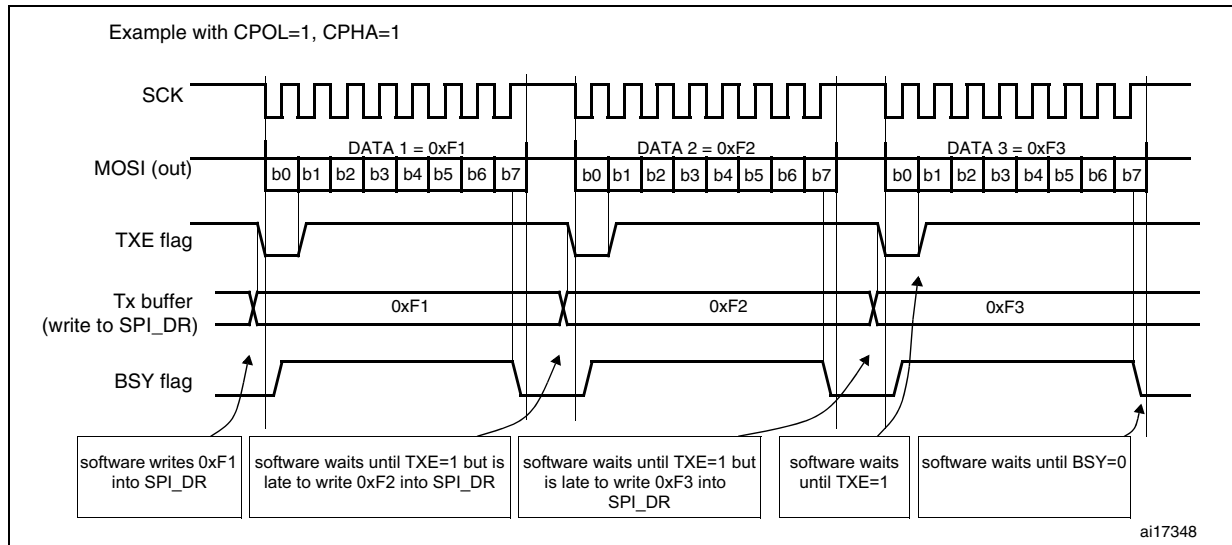 Example with CPOL=1, CPHA=1
SCK
DATA 1 = 0xF1
DATA 2 = 0xF2
DATA 3 = 0xF3
MOSI (out)
b0 b1 b2 b3 b4 b5 b6 b7
b0 b1 b2 b3 b4 b5 b6 b7
b0 b1 b2 b3 b4 b5 b6 b7
TXE flag
Tx buffer
(write to SPI_DR)
0xF1
0xF2
0xF3
BSY flag
software writes 0xF1
into SPI_DR
software waits until TXE=1 but is
late to write 0xF2 into SPI_DR
software waits until TXE=1 but
is late to write 0xF3 into
SPI_DR
software waits
until TXE=1
software waits until BSY=0
ai17348